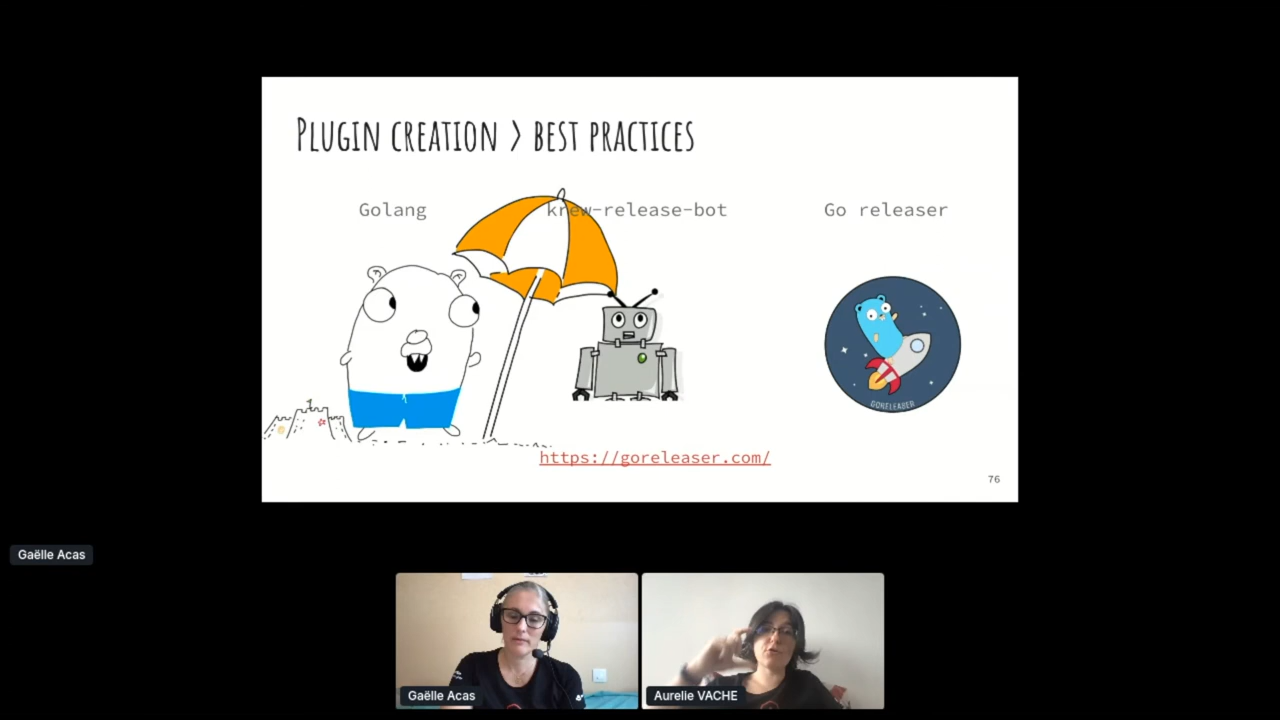 Plugin creation > best practices
Golang
krew-release-bot
Go releaser
GORELEASER
https://goreleaser.com/
76
Gaëlle Acas
Gaëlle Acas
Aurelie VACHE